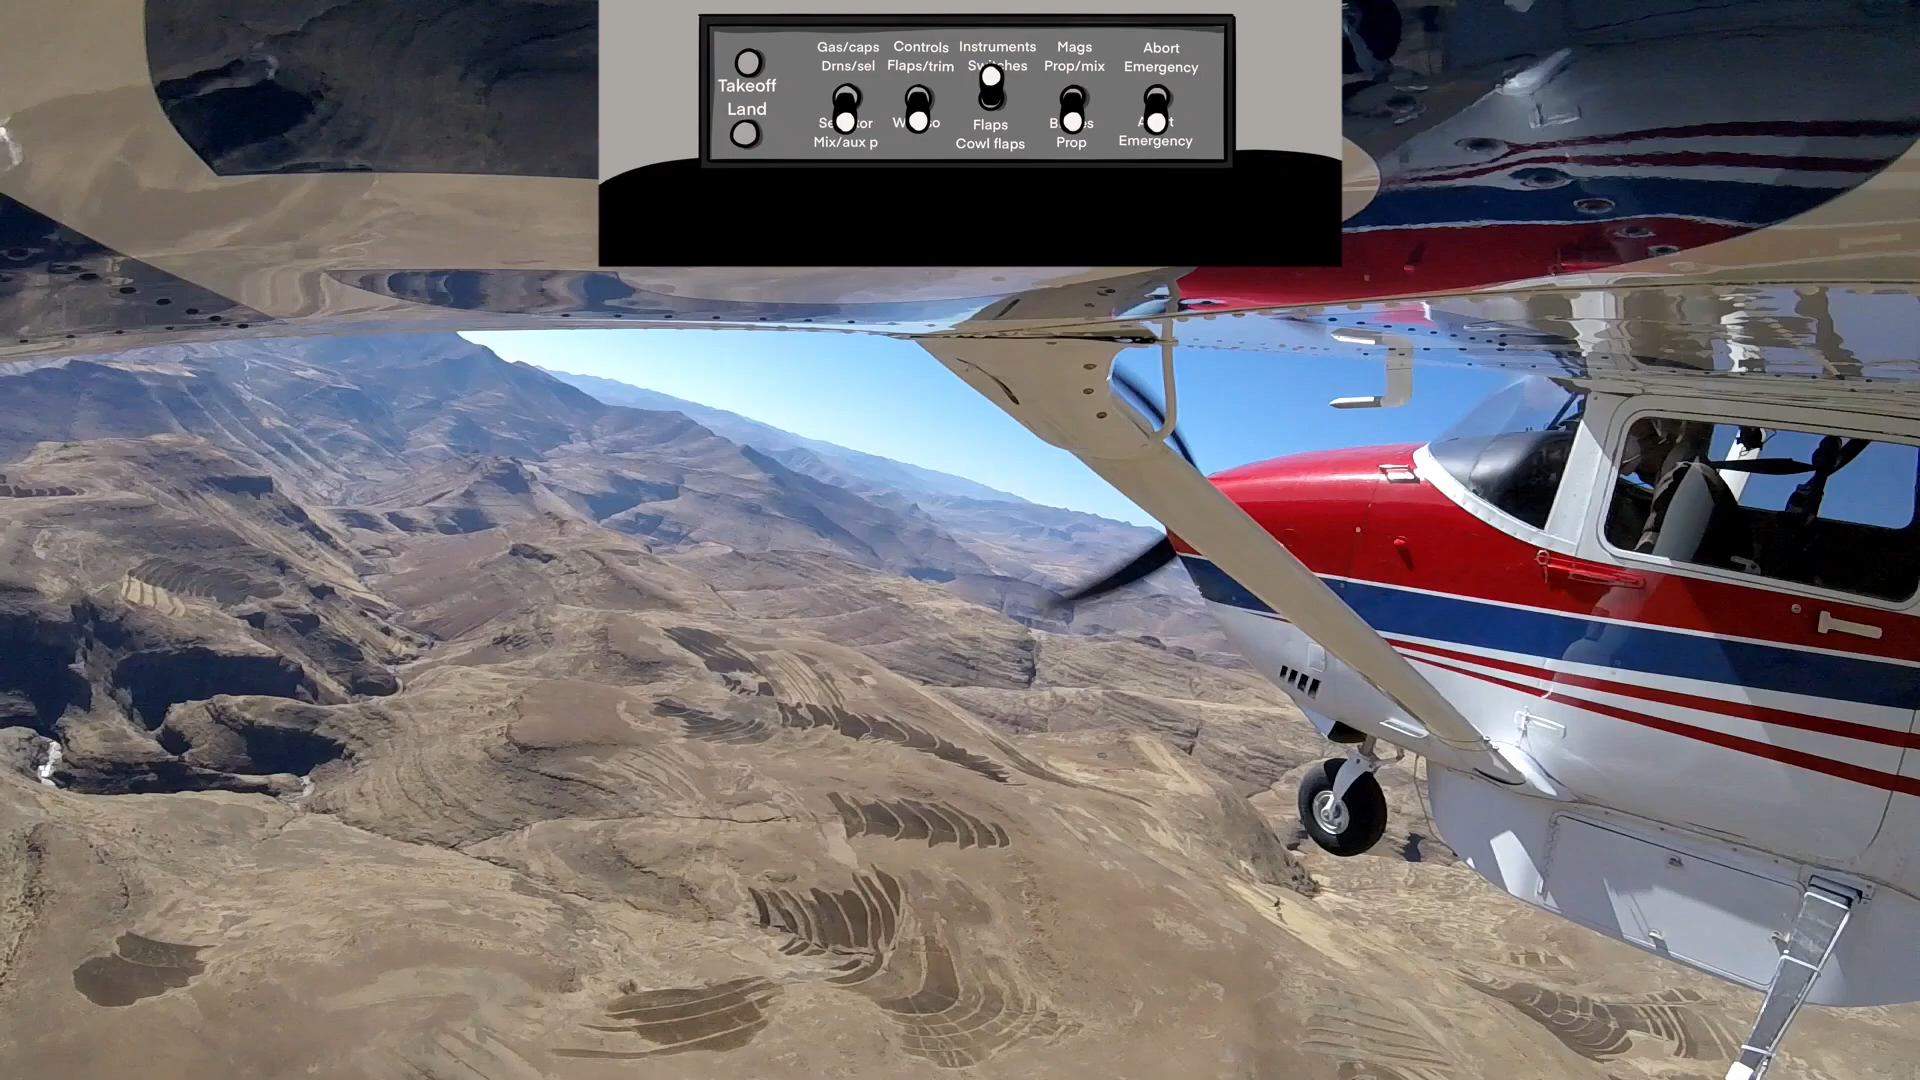 Gas/caps
Drns/sel
Controls
Flaps/trim
Instruments
Mags
Prop/mix
Abort
Emergency
Takeoff
Land
Mix/aux p
Flaps
Cowl flaps
Prop
Emergency